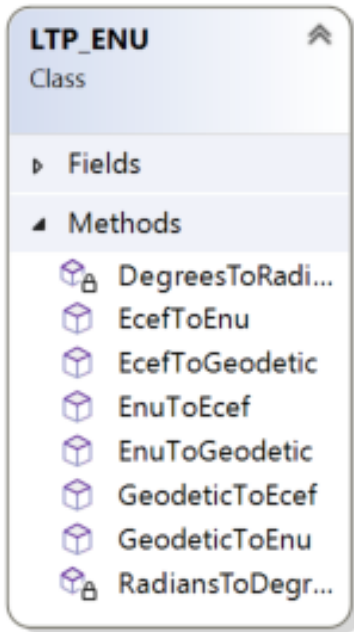 LTP_ENU
Class
Fields
Methods
DegreesToRadi...
EcefToEnu
EcefToGeodetic
EnuToEcef
EnuToGeodetic
GeodeticToEcef
GeodeticToEnu
RadiansToDegr...